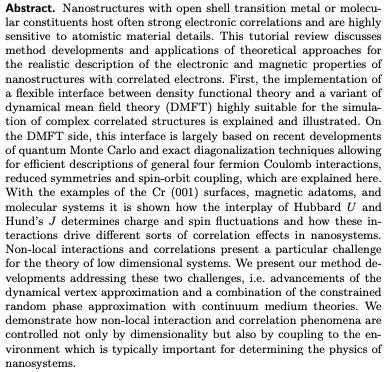 Abstract. Nanostructures with open shell transition metal or molecu-
lar constituents host often strong electronic correlations and are highly
sensitive to atomistic material details. This tutorial review discusses
method developments and applications of theoretical approaches for
the realistic description of the electronic and magnetic properties of
nanostructures with correlated electrons. First, the implementation of
a flexible interface between density functional theory and a variant of
dynamical mean field theory (DMFT) highly suitable for the simula-
tion of complex correlated structures is explained and illustrated. On
the DMFT side, this interface is largely based on recent developments
of quantum Monte Carlo and exact diagonalization techniques allowing
for efficient descriptions of general four fermion Coulomb interactions,
reduced symmetries and spin-orbit coupling, which are explained here.
With the examples of the Cr (001) surfaces, magnetic adatoms, and
molecular systems it is shown how the interplay of Hubbard U and
Hund's J determines charge and spin fluctuations and how these in-
teractions drive different sorts of correlation effects in nanosystems.
Non-local interactions and correlations present a particular challenge
for the theory of low dimensional systems. We present our method de-
velopments addressing these two challenges, i.e. advancements of the
dynamical vertex approximation and a combination of the constrained
random phase approximation with continuum medium theories. We
demonstrate how non-local interaction and correlation phenomena are
controlled not only by dimensionality but also by coupling to the en-
vironment which is typically important for determining the physics of
nanosystems.